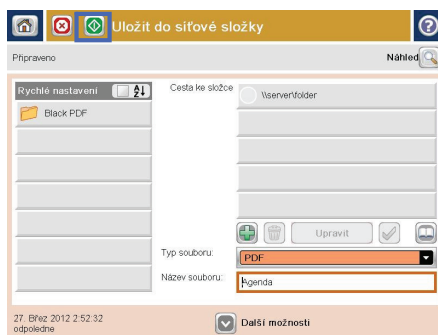 Uložit do síťové složky
Připraveno
Náhled
Rychlé nastavení
Cesta ke složce
\\server\folder
Black PDF
Upravit
Typ souboru:
PDF
Název souboru:
Agenda
27. Břez 2012 2:52:32
odpoledne
Další možnosti